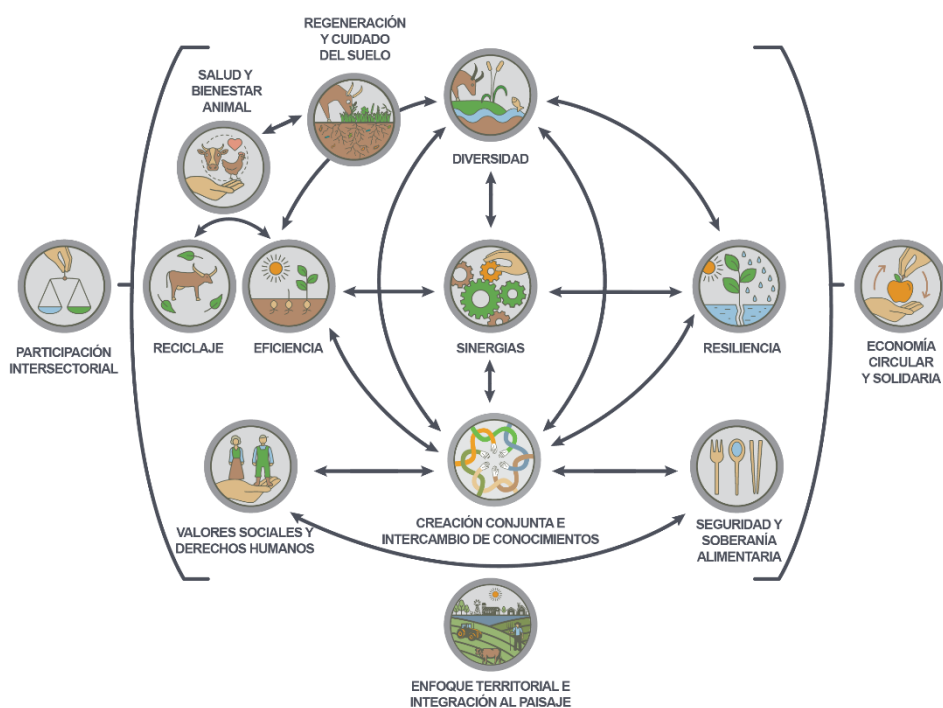 REGENERACIÓN
Y CUIDADO
DEL SUELO
SALUD Y
BIENESTAR
ANIMAL
DIVERSIDAD
PARTICIPACIÓN
INTERSECTORIAL
RECICLAJE
EFICIENCIA
SINERGIAS
RESILIENCIA
ECONOMÍA
CIRCULAR
Y SOLIDARIA
VALORES SOCIALES Y
DERECHOS HUMANOS
CREACIÓN CONJUNTA E
INTERCAMBIO DE CONOCIMIENTOS
SEGURIDAD Y
SOBERANÍA
ALIMENTARIA
ENFOQUE TERRITORIAL E
INTEGRACIÓN AL PAISAJE